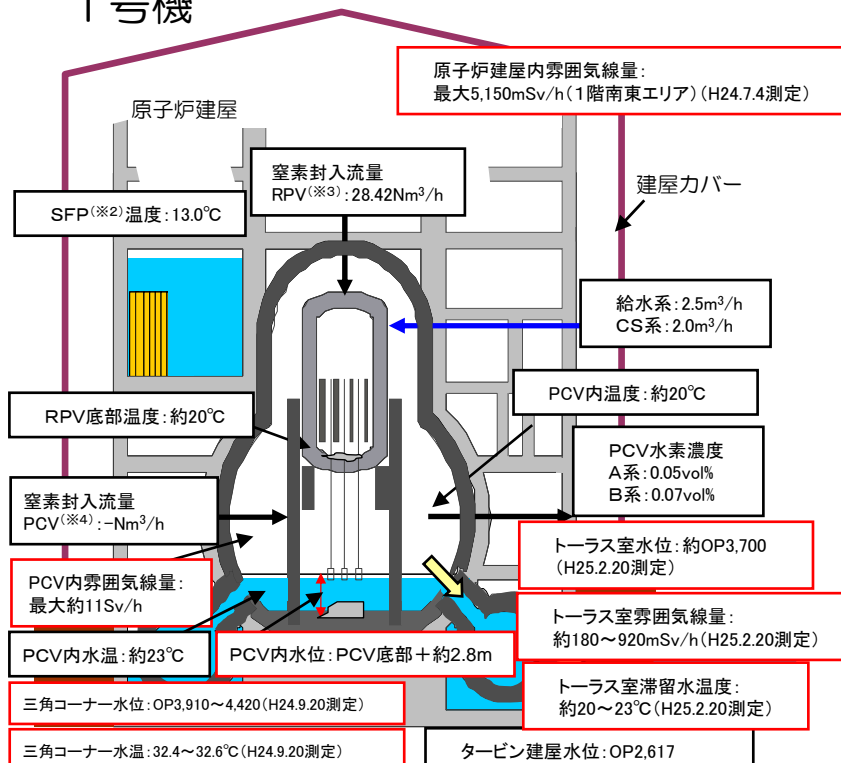 1号機
原子炉建屋内雰囲気線量:
最大5,150mSv/h(1階南東エリア)(H24.7.4測定)
原子炉建屋
窒素封入流量
RPV(※3):28.42Nm³/h
建屋カバー
SFP(※2)温度:13.0℃
給水系:2.5m³/h
CS系:2.0m³/h
PCV内温度:約20℃
RPV底部温度:約20℃
PCV水素濃度
A系:0.05vol%
B系:0.07vol%
窒素封入流量
PCV(※4):-Nm³/h
トーラス室水位:約OP3,700
(H25.2.20測定)
PCV内雰囲気線量:
最大約11Sv/h
トーラス室雰囲気線量:
約180~920mSv/h(H25.2.20測定)
PCV内水温:約23℃
PCV内水位:PCV底部+約2.8m
トーラス室滞留水温度:
約20~23℃(H25.2.20測定)
三角コーナー水位:OP3,910~4,420(H24.9.20測定)
三角コーナー水温:32.4~32.6℃(H24.9.20測定)
タービン建屋水位:OP2,617